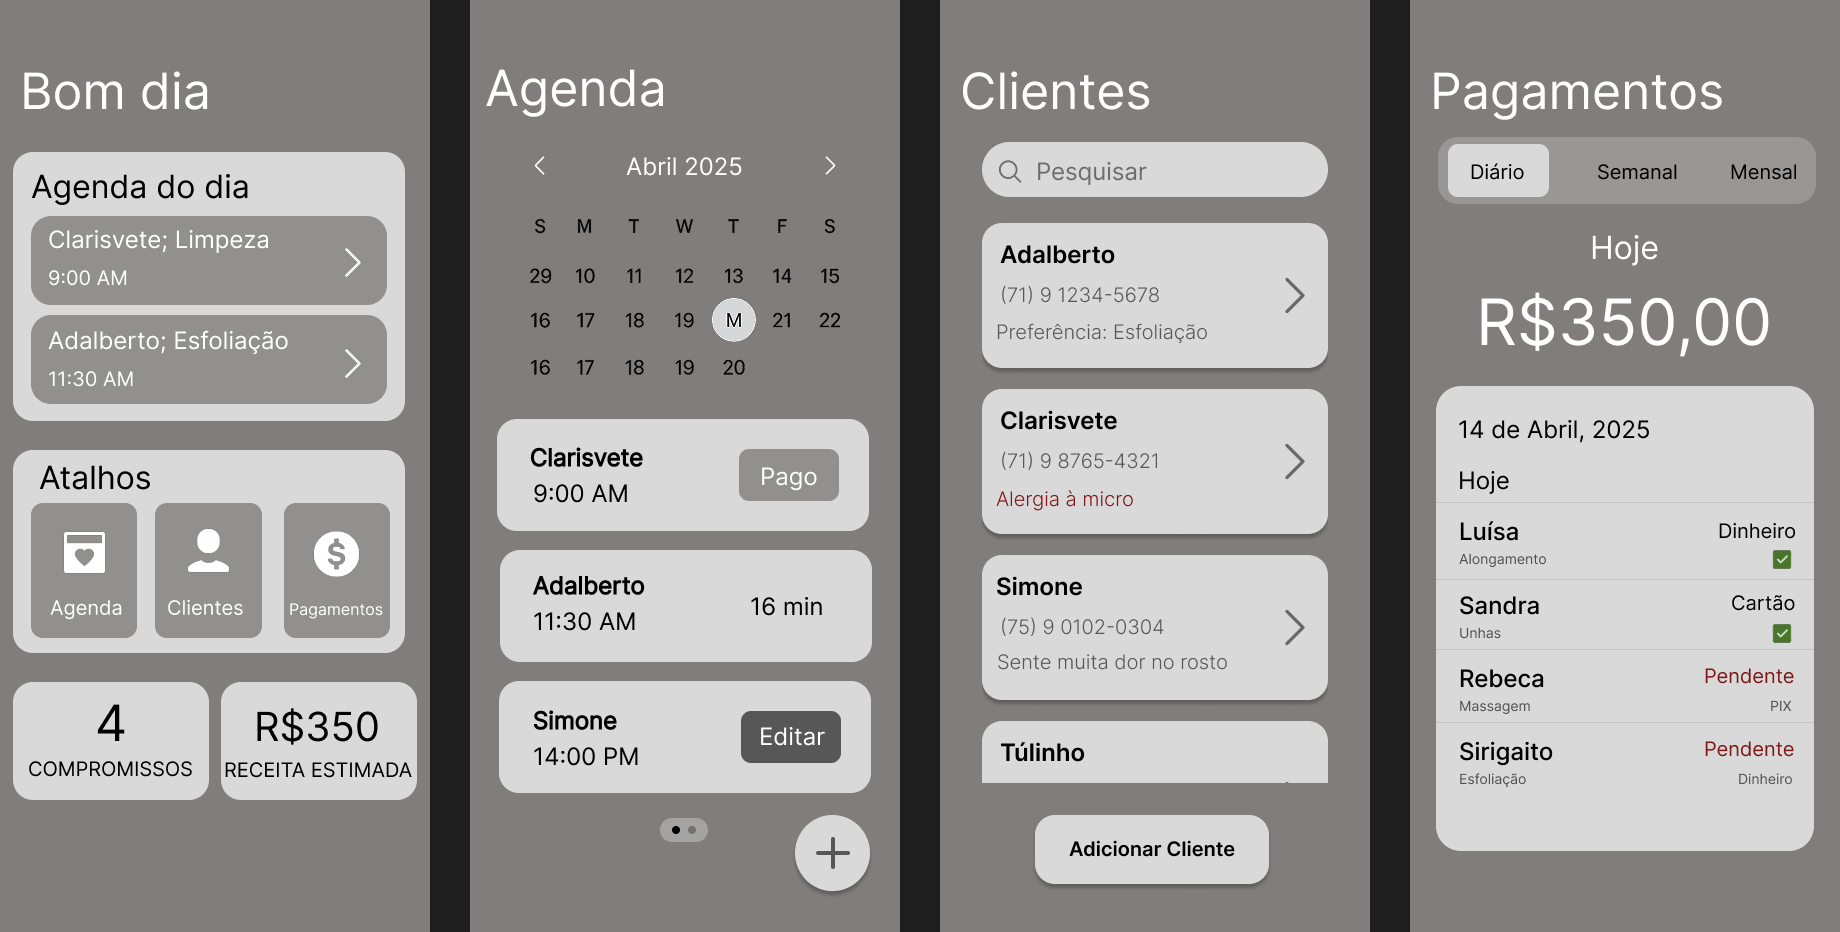 Bom dia
Agenda do dia
Clarisvete; Limpeza
9:00 AM
Adalberto; Esfoliação
11:30 AM
Atalhos
Agenda
Clientes
Pagamentos
4
COMPROMISSOS
R$350
RECEITA ESTIMADA
Agenda
Abril 2025
S M T W T F S
29 10 11 12 13 14 15
16 17 18 19 M 21 22
16 17 18 19 20
Clarisvete
9:00 AM
Pago
Adalberto
11:30 AM
16 min
Simone
14:00 PM
Editar
Clientes
Pesquisar
Adalberto
(71) 9 1234-5678
Preferência: Esfoliação
Clarisvete
(71) 9 8765-4321
Alergia à micro
Simone
(75) 9 0102-0304
Sente muita dor no rosto
Túlinho
Adicionar Cliente
Pagamentos
Diário Semanal Mensal
Hoje
R$350,00
14 de Abril, 2025
Hoje
Luísa Dinheiro
Alongamento
Sandra Cartão
Unhas
Rebeca Pendente
Massagem PIX
Sirigaito Pendente
Esfoliação Dinheiro